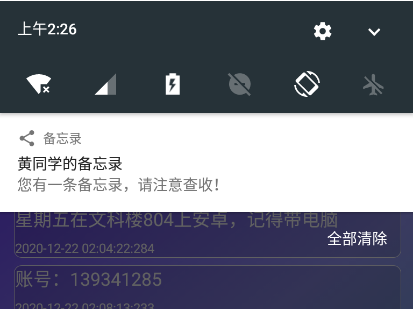 上午2:26
备忘录
黄同学的备忘录
您有一条备忘录，请注意查收！
星期五在文科楼804上安卓，记得带电脑
全部清除
2020-12-22 02:04:22:284
账号：139341285
2020-12-22 02:08:13:233